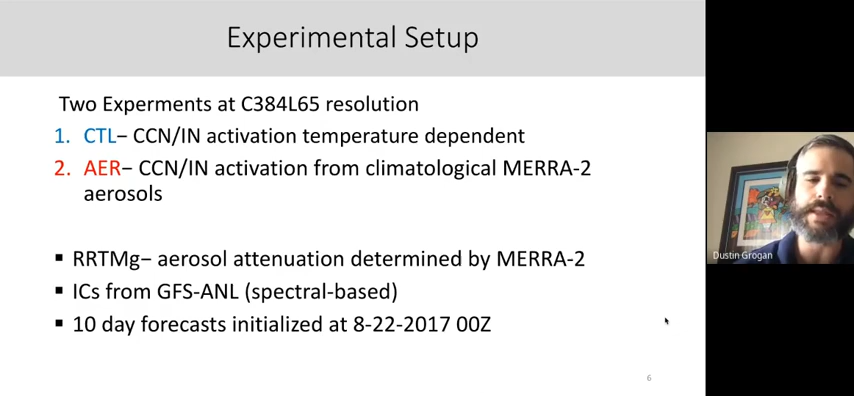 Experimental Setup
Two Experments at C384L65 resolution
1. CTL− CCN/IN activation temperature dependent
2. AER− CCN/IN activation from climatological MERRA-2
aerosols
▪ RRTMg− aerosol attenuation determined by MERRA-2
▪ ICs from GFS-ANL (spectral-based)
▪ 10 day forecasts initialized at 8-22-2017 00Z
6
Dustin Grogan